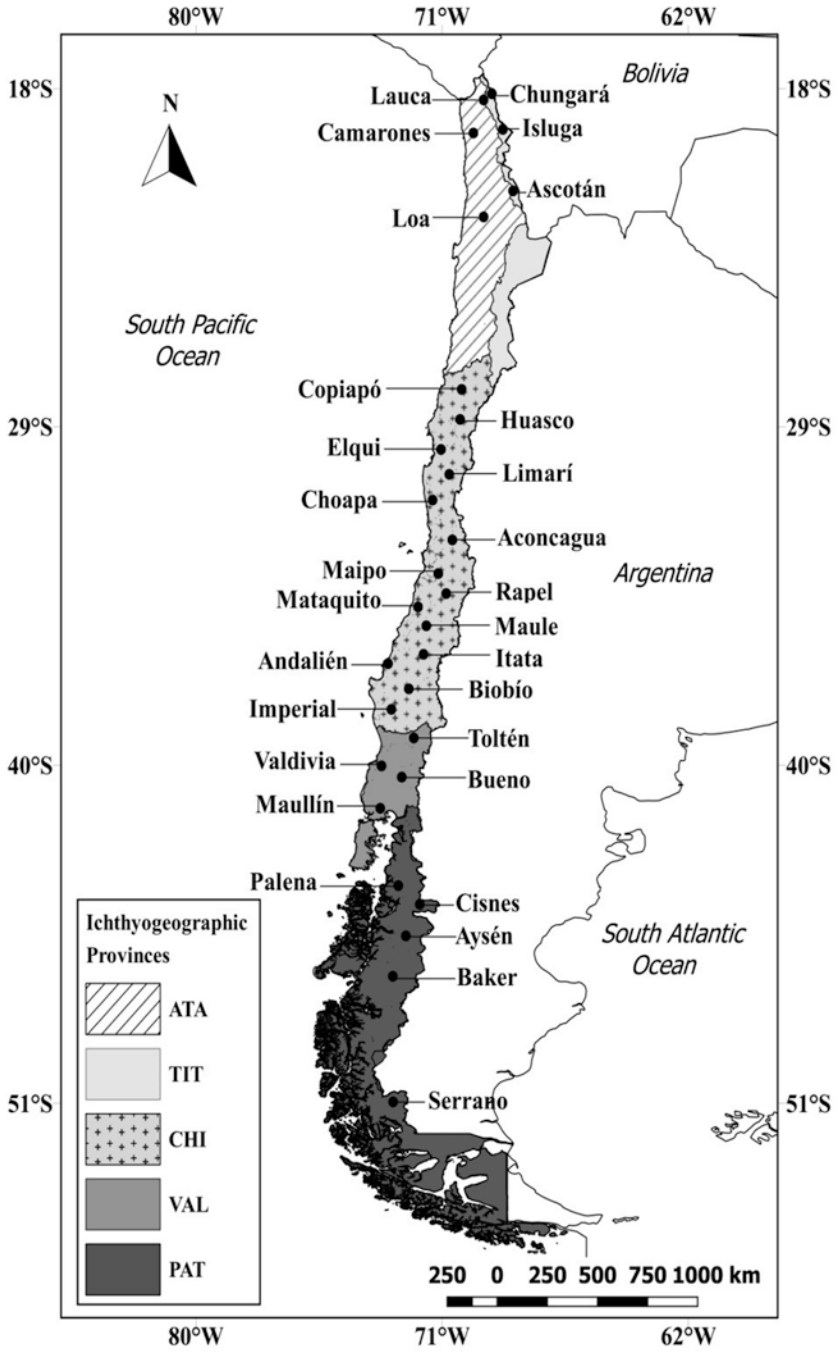 80°W 71°W 62°W
Bolivia
18°S 18°S
N
Lauca Chungará
Camarones Isluga
Ascotán
Loa
South Pacific
Ocean
Copiapó
29°S Huasco 29°S
Elqui
Limarí
Choapa
Aconcagua
Maipo Argentina
Mataquito Rapel
Maule
Andalién Itata
Biobío
Imperial
Toltén
40°S Valdivia 40°S
Bueno
Maullín
Palena
Cisnes
Ichthyogeographic
Provinces
Aysén
South Atlantic
Ocean
Baker
ATA
TIT
51°S Serrano 51°S
CHI
VAL
PAT
250 0 250 500 750 1000 km
80°W 71°W 62°W